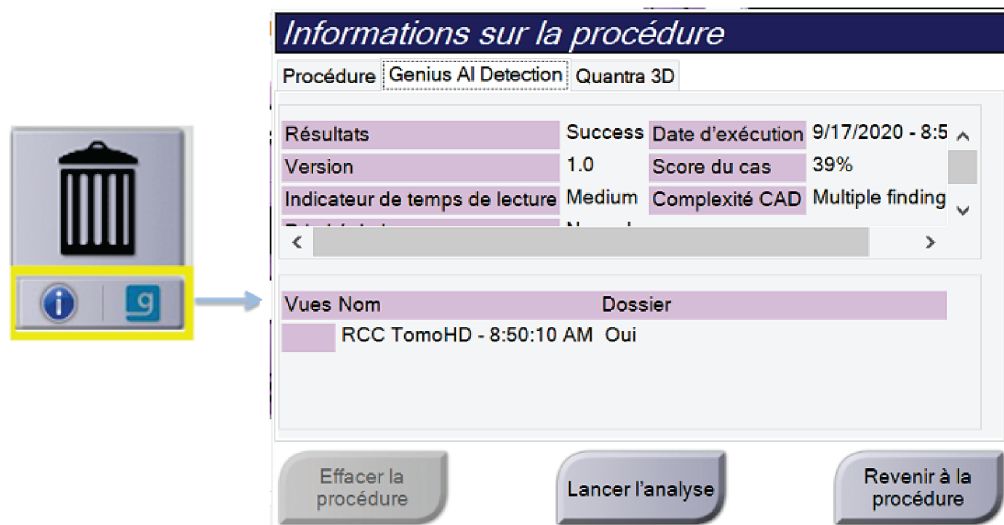 Informations sur la procédure
Procédure Genius AI Detection Quantra 3D
Résultats Success Date d'exécution 9/17/2020 - 8:5
Version 1.0 Score du cas 39%
Indicateur de temps de lecture Medium Complexité CAD Multiple finding
Vues Nom Dossier
RCC TomoHD - 8:50:10 AM Oui
Effacer la
procédure
Lancer l'analyse
Revenir à la
procédure
i g